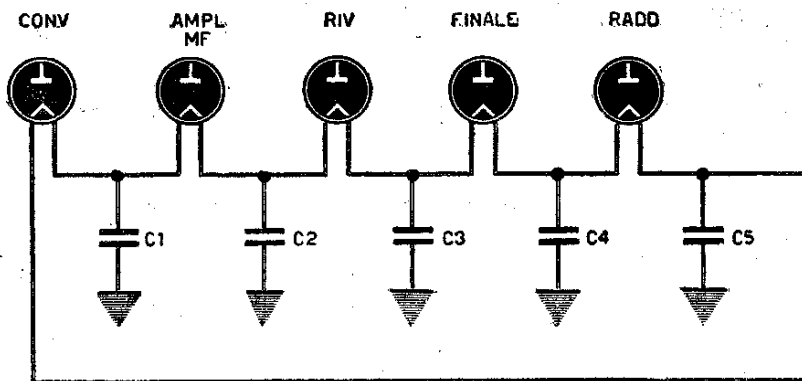 CONV
AMPL
MF
RIV
FINALE
RADD
C1
C2
C3
C4
C5